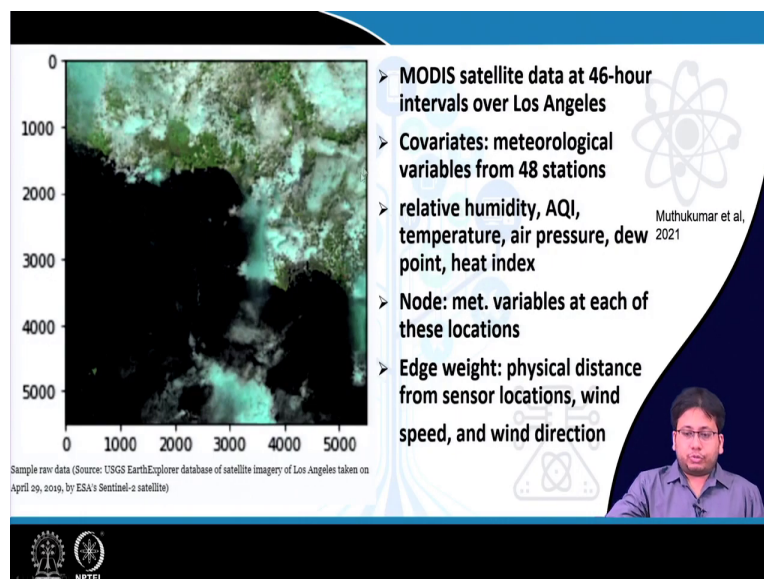 0
1000
2000
3000
4000
5000
0 1000 2000 3000 4000 5000
Sample raw data (Source: USGS EarthExplorer database of satellite imagery of Los Angeles taken on
April 29, 2019, by ESA's Sentinel-2 satellite)
➢ MODIS satellite data at 46-hour
intervals over Los Angeles
➢ Covariates: meteorological
variables from 48 stations
➢ relative humidity, AQI,
temperature, air pressure, dew
point, heat index
➢ Node: met. variables at each of
these locations
➢ Edge weight: physical distance
from sensor locations, wind
speed, and wind direction
Muthukumar et al,
2021
NPTEL